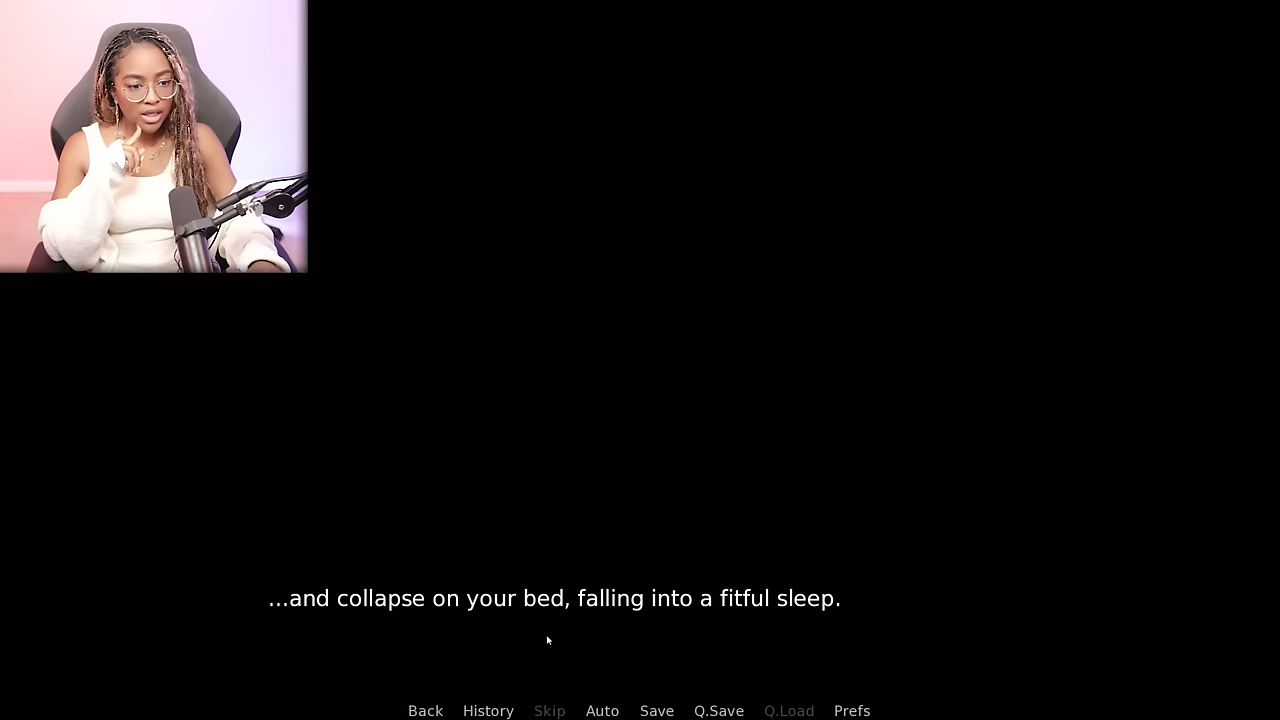 ...and collapse on your bed, falling into a fitful sleep.
Back History Skip Auto Save Q.Save Q.Load Prefs